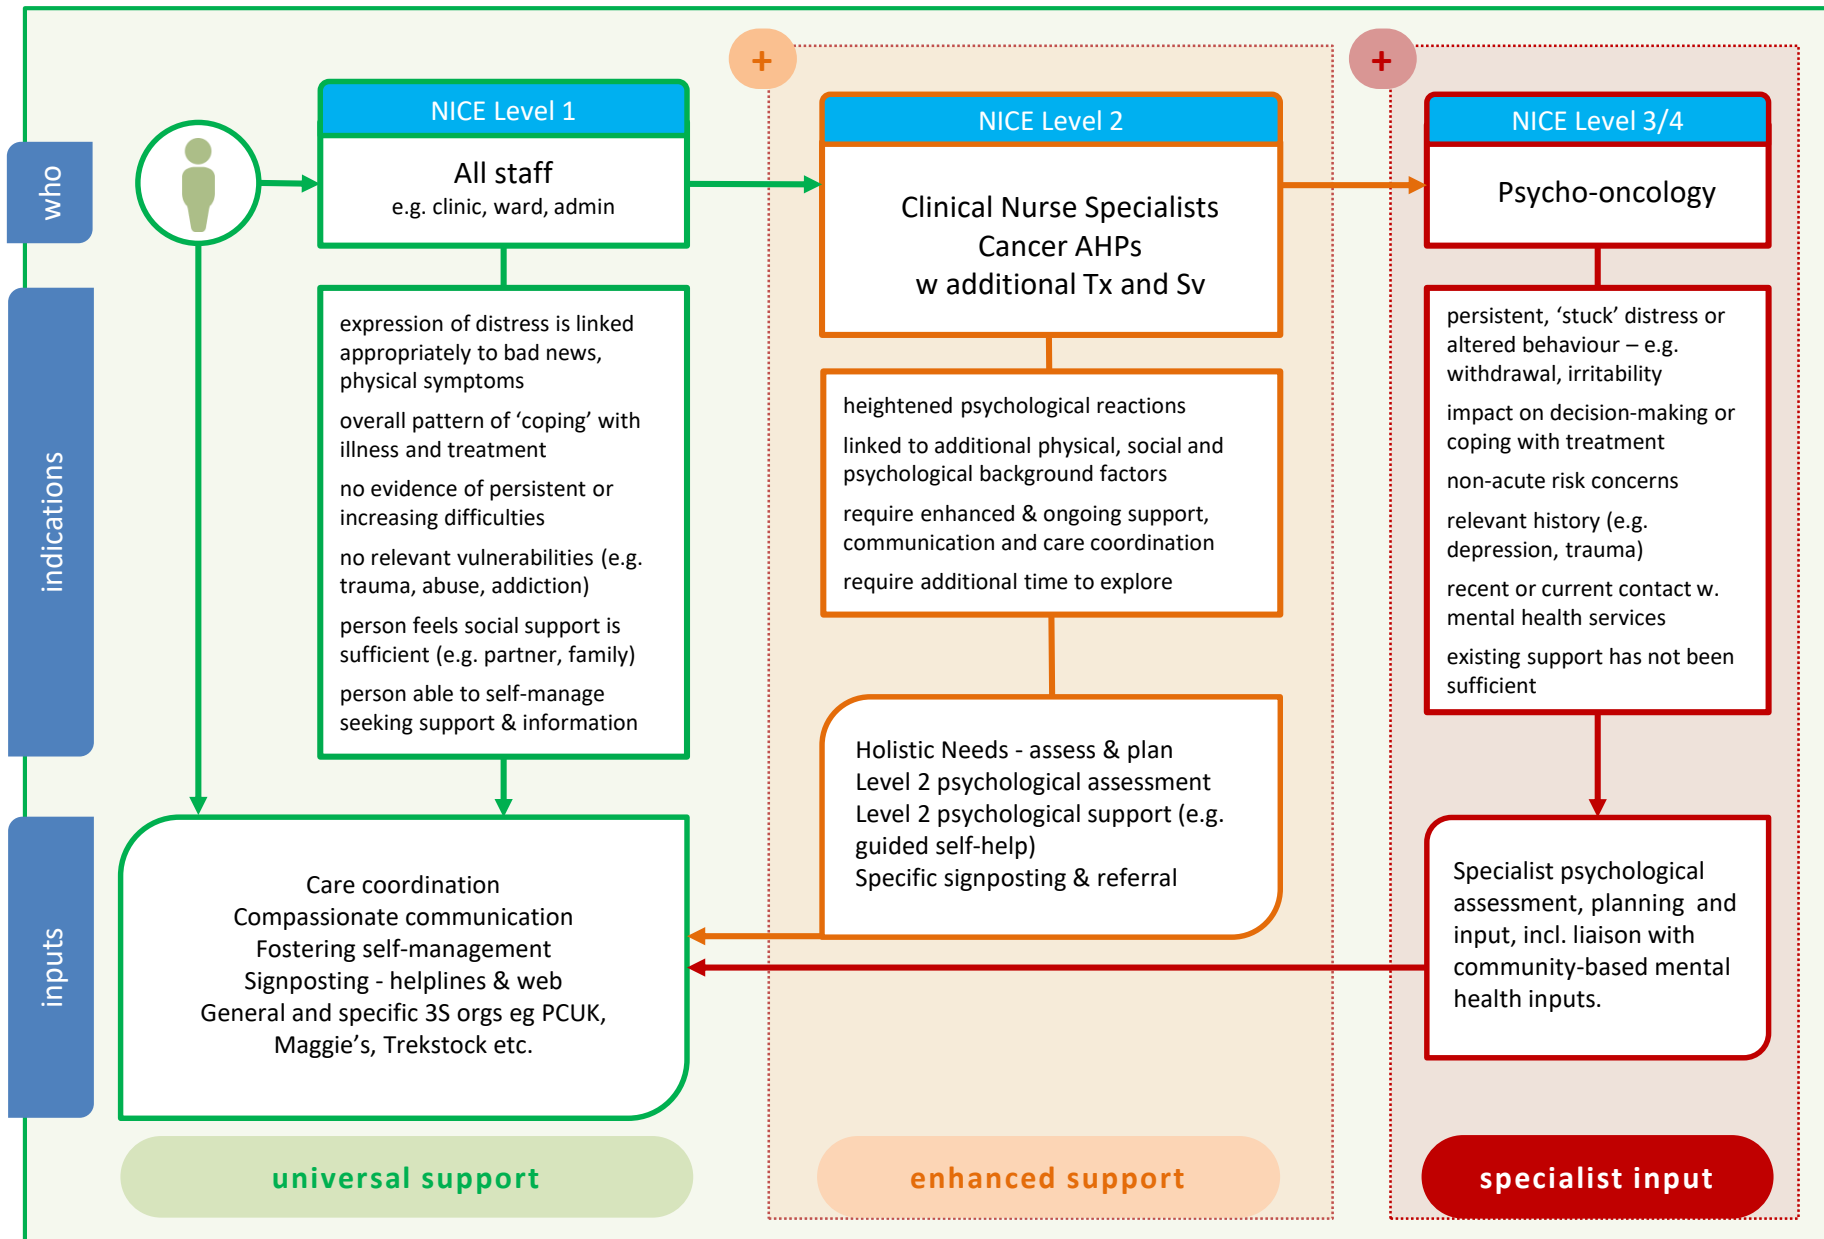 +
+
NICE Level 1
NICE Level 2
NICE Level 3/4
who
All staff
e.g. clinic, ward, admin
Clinical Nurse Specialists
Cancer AHPs
w additional Tx and Sv
Psycho-oncology
indications
expression of distress is linked
appropriately to bad news,
physical symptoms
overall pattern of ‘coping’ with
illness and treatment
no evidence of persistent or
increasing difficulties
no relevant vulnerabilities (e.g.
trauma, abuse, addiction)
person feels social support is
sufficient (e.g. partner, family)
person able to self-manage
seeking support & information
heightened psychological reactions
linked to additional physical, social and
psychological background factors
require enhanced & ongoing support,
communication and care coordination
require additional time to explore
persistent, ‘stuck’ distress or
altered behaviour – e.g.
withdrawal, irritability
impact on decision-making or
coping with treatment
non-acute risk concerns
relevant history (e.g.
depression, trauma)
recent or current contact w.
mental health services
existing support has not been
sufficient
inputs
Care coordination
Compassionate communication
Fostering self-management
Signposting - helplines & web
General and specific 3S orgs eg PCUK,
Maggie’s, Trekstock etc.
Holistic Needs - assess & plan
Level 2 psychological assessment
Level 2 psychological support (e.g.
guided self-help)
Specific signposting & referral
Specialist psychological
assessment, planning and
input, incl. liaison with
community-based mental
health inputs.
universal support
enhanced support
specialist input